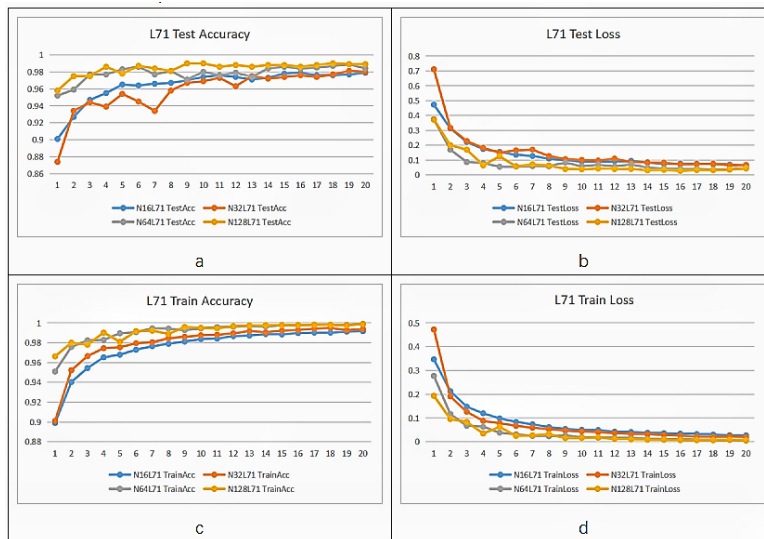 L71 Test Accuracy
1
0.98
0.96
0.94
0.92
0.9
0.88
0.86
1 2 3 4 5 6 7 8 9 10 11 12 13 14 15 16 17 18 19 20
N16L71 TestAcc N32L71 TestAcc
N64L71 TestAcc N128L71 TestAcc
a
L71 Test Loss
0.8
0.7
0.6
0.5
0.4
0.3
0.2
0.1
0
1 2 3 4 5 6 7 8 9 10 11 12 13 14 15 16 17 18 19 20
N16L71 TestLoss N32L71 TestLoss
N64L71 TestLoss N128L71 TestLoss
b
L71 Train Accuracy
1
0.98
0.96
0.94
0.92
0.9
0.88
1 2 3 4 5 6 7 8 9 10 11 12 13 14 15 16 17 18 19 20
N16L71 TrainAcc N32L71 TrainAcc
N64L71 TrainAcc N128L71 TrainAcc
c
L71 Train Loss
0.5
0.4
0.3
0.2
0.1
0
1 2 3 4 5 6 7 8 9 10 11 12 13 14 15 16 17 18 19 20
N16L71 TrainLoss N32L71 TrainLoss
N64L71 TrainLoss N128L71 TrainLoss
d